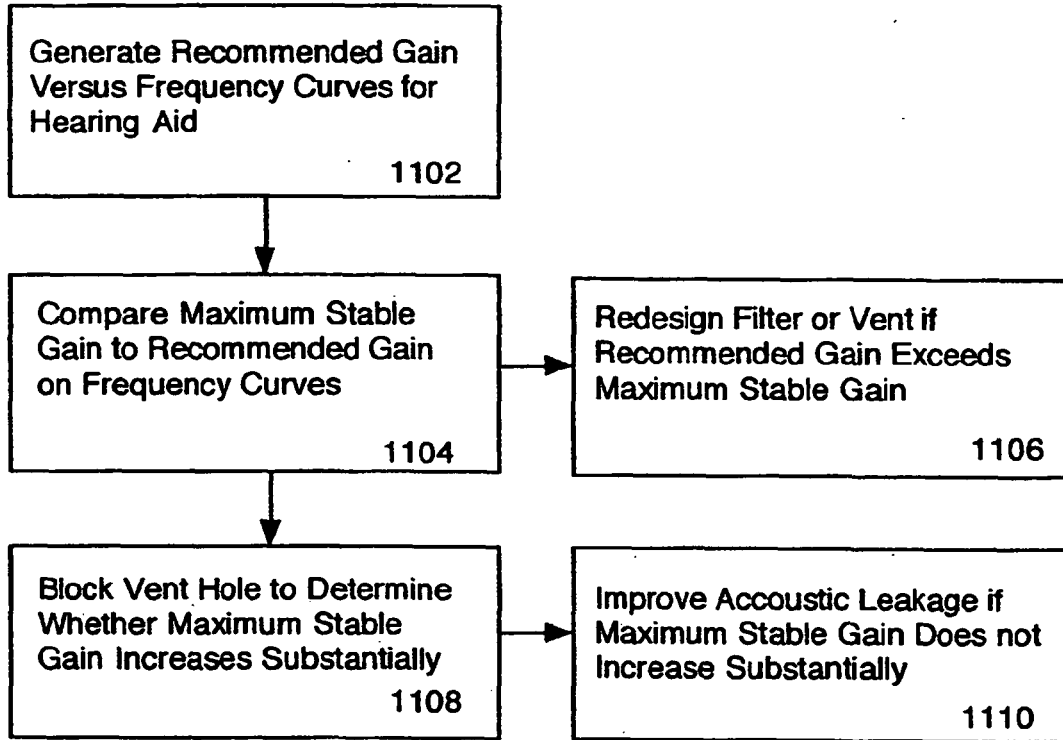 Generate Recommended Gain
Versus Frequency Curves for
Hearing Aid
1102
Compare Maximum Stable
Gain to Recommended Gain
on Frequency Curves
1104
Redesign Filter or Vent if
Recommended Gain Exceeds
Maximum Stable Gain
1106
Block Vent Hole to Determine
Whether Maximum Stable
Gain Increases Substantially
1108
Improve Accoustic Leakage if
Maximum Stable Gain Does not
Increase Substantially
1110